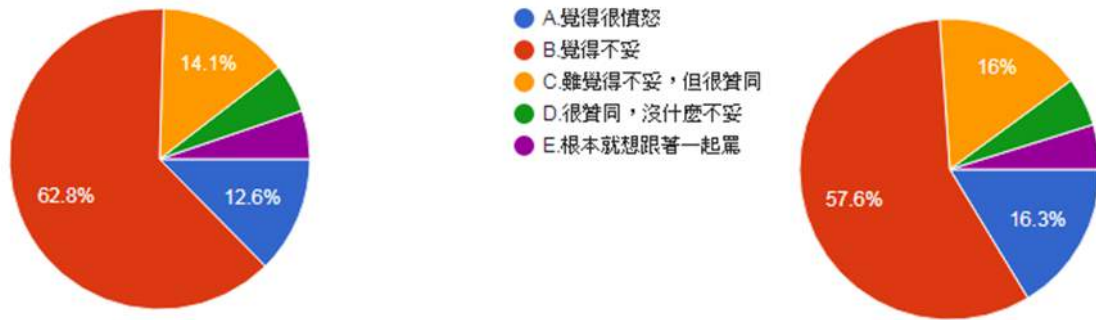 14.1%
62.8%
12.6%
A.覺得很憤怒
B.覺得不妥
C.雖覺得不妥，但很贊同
D.很贊同，沒什麼不妥
E.根本就想跟著一起罵
16%
57.6%
16.3%